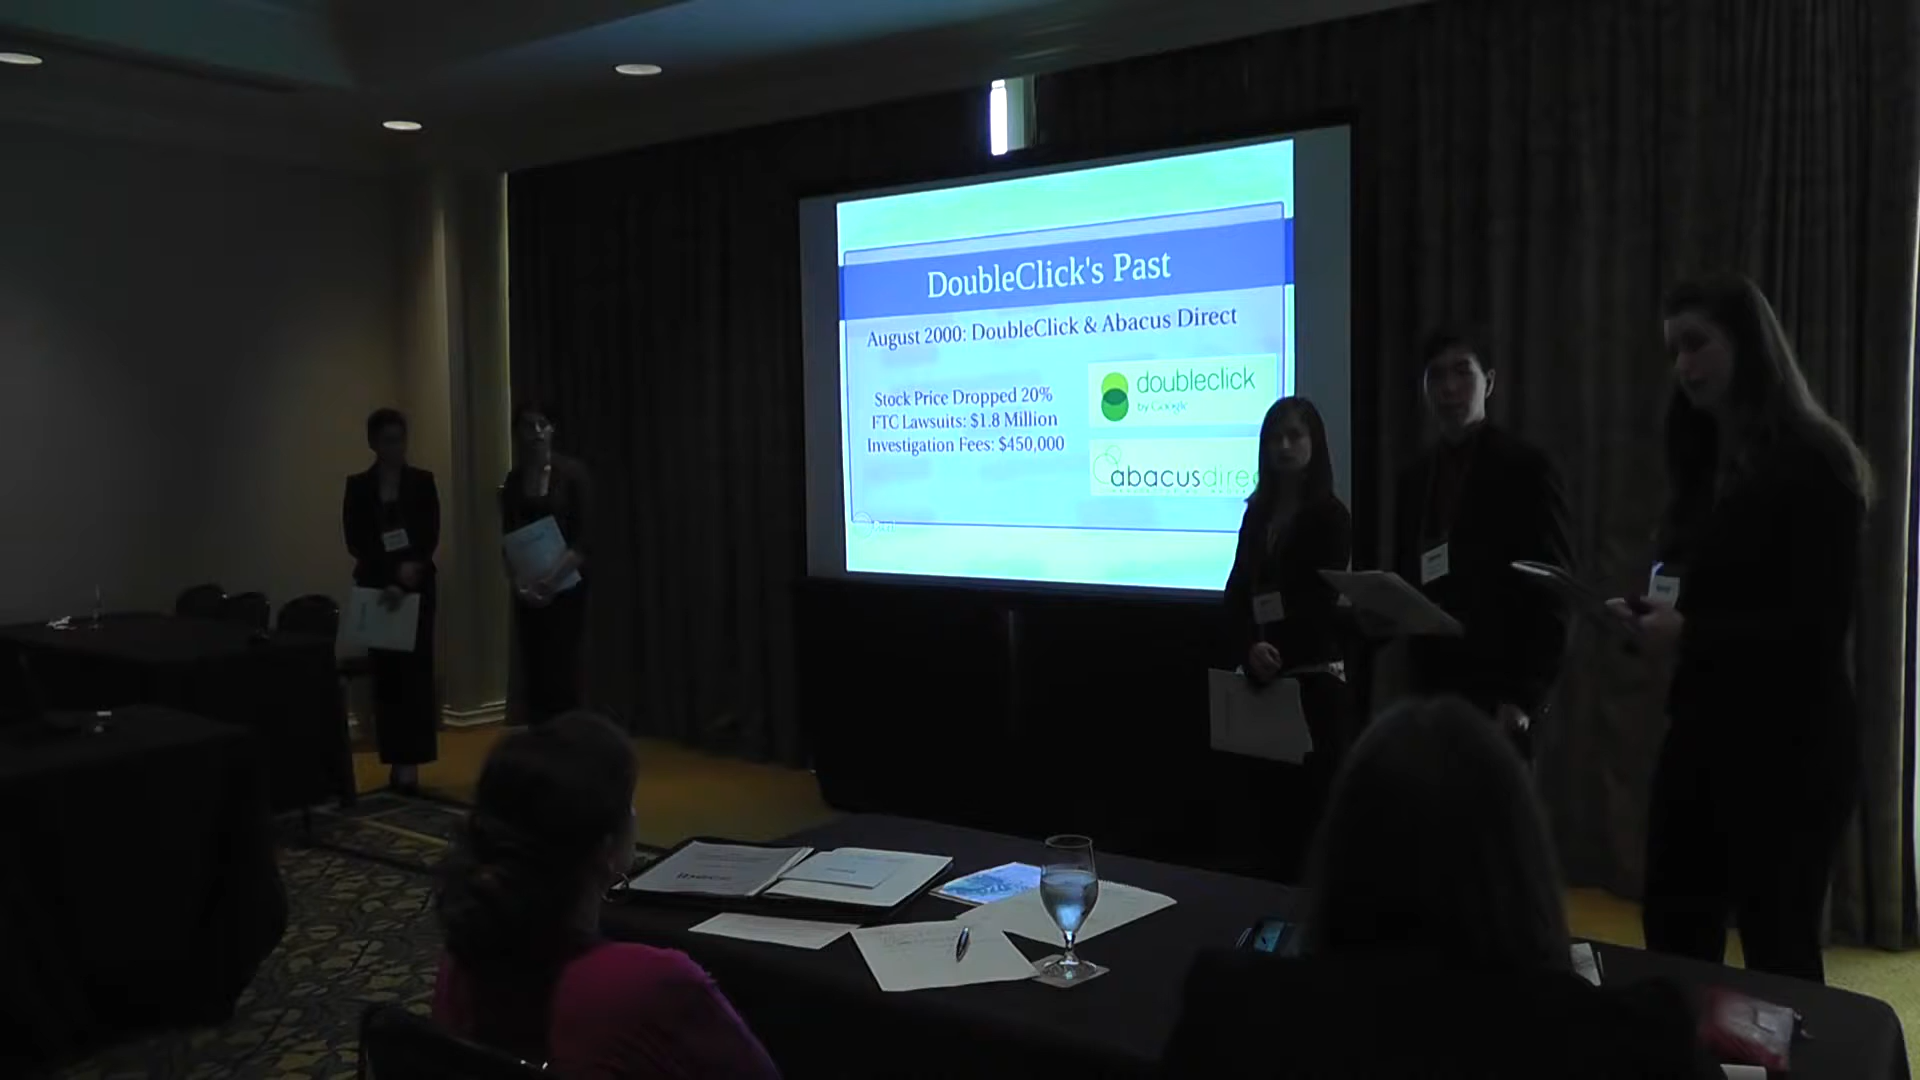 DoubleClick's Past
August 2000: DoubleClick & Abacus Direct
Stock Price Dropped 20%
FTC Lawsuits: $1.8 Million
Investigation Fees: $450,000
doubleclick
by Google
abacusdirec